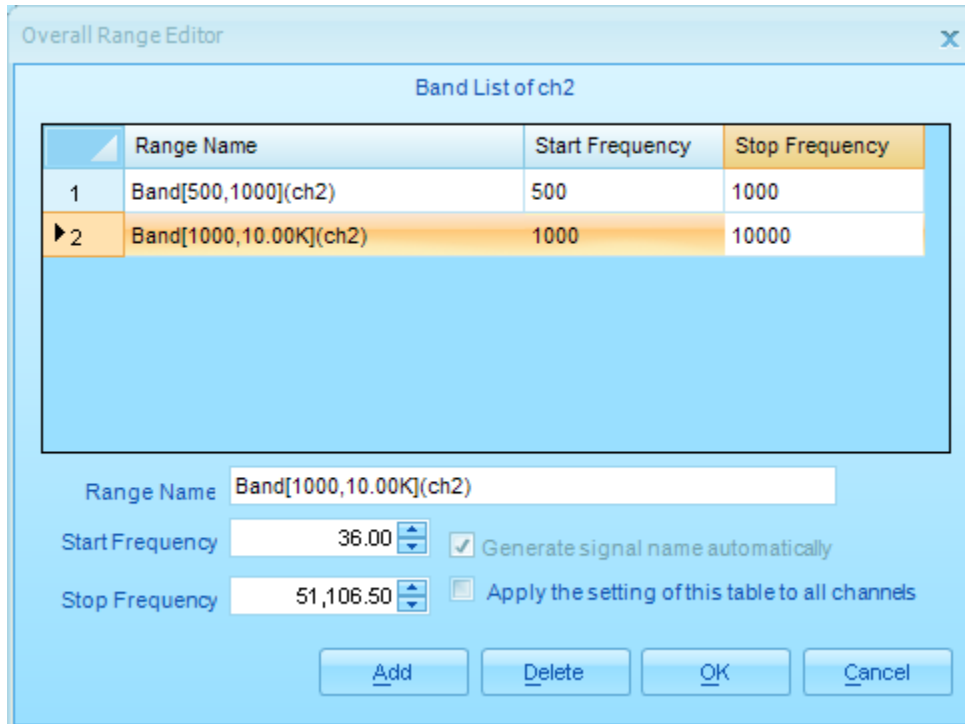 Overall Range Editor x
Band List of ch2
Range Name Start Frequency Stop Frequency
1 Band[500,1000](ch2) 500 1000
2 Band[1000,10.00K](ch2) 1000 10000
Range Name Band[1000,10.00K](ch2)
Start Frequency 36.00 Generate signal name automatically
Stop Frequency 51,106.50 Apply the setting of this table to all channels
Add Delete OK Cancel